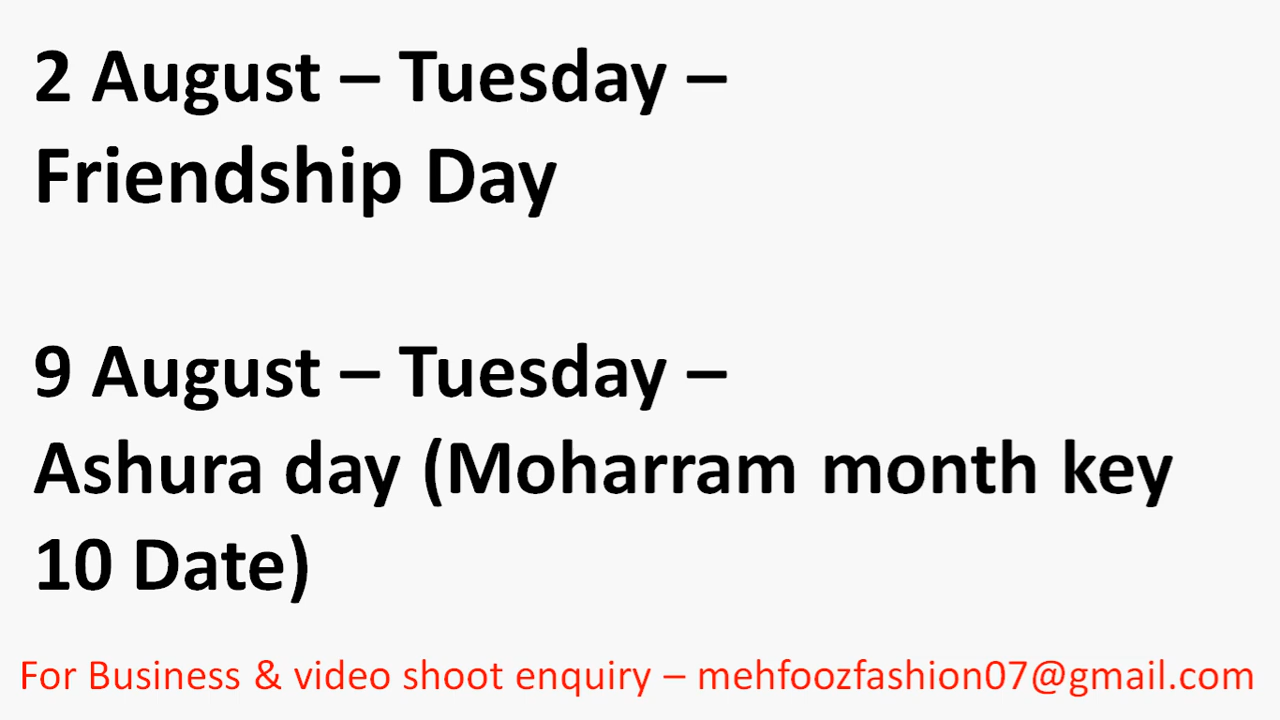 2 August – Tuesday –
Friendship Day
9 August – Tuesday –
Ashura day (Moharram month key
10 Date)
For Business & video shoot enquiry – mehfoozfashion07@gmail.com